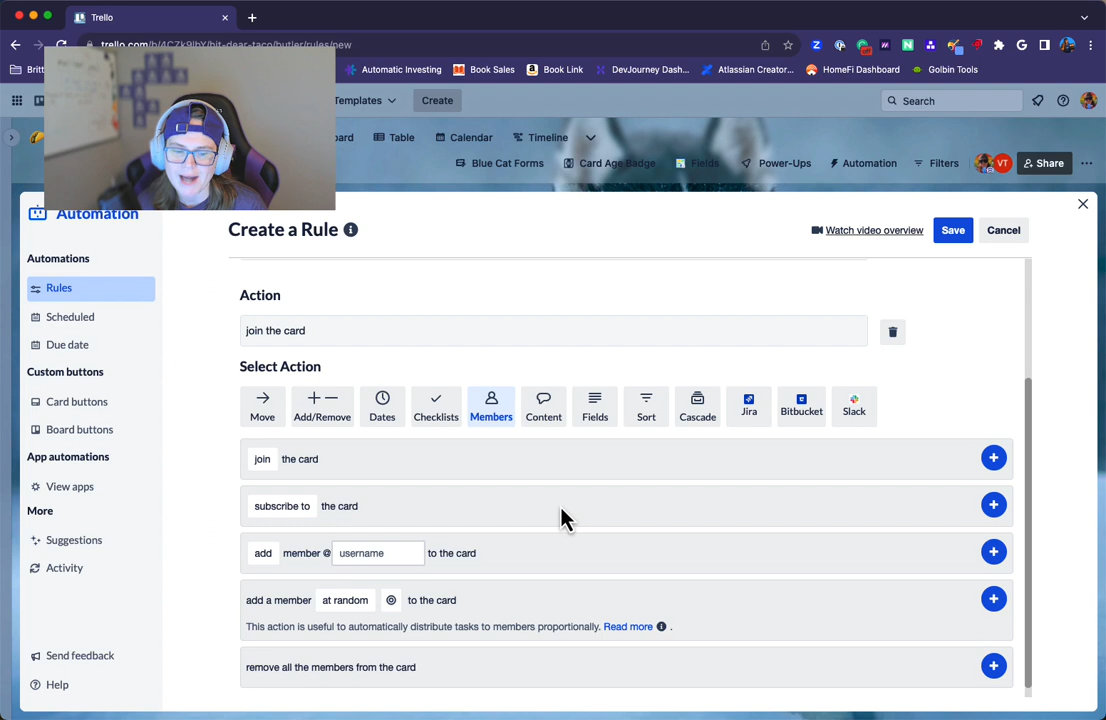 Trello
trello.com/b/4CZk9lbY/bit-dear-taco/butler/rules/new
Britt
Automatic Investing
Book Sales
Book Link
DevJourney Dash...
Atlassian Creator...
HomeFi Dashboard
Golbin Tools
Templates
Create
Search
Table
Calendar
Timeline
Blue Cat Forms
Card Age Badge
Fields
Power-Ups
Automation
Filters
VT
Share
Automation
Create a Rule
Watch video overview
Save
Cancel
Automations
Rules
Scheduled
Due date
Custom buttons
Card buttons
Board buttons
App automations
View apps
More
Suggestions
Activity
Send feedback
Help
Action
join the card
Select Action
Move
Add/Remove
Dates
Checklists
Members
Content
Fields
Sort
Cascade
Jira
Bitbucket
Slack
join the card
subscribe to the card
add member @ username to the card
add a member at random to the card
This action is useful to automatically distribute tasks to members proportionally. Read more .
remove all the members from the card